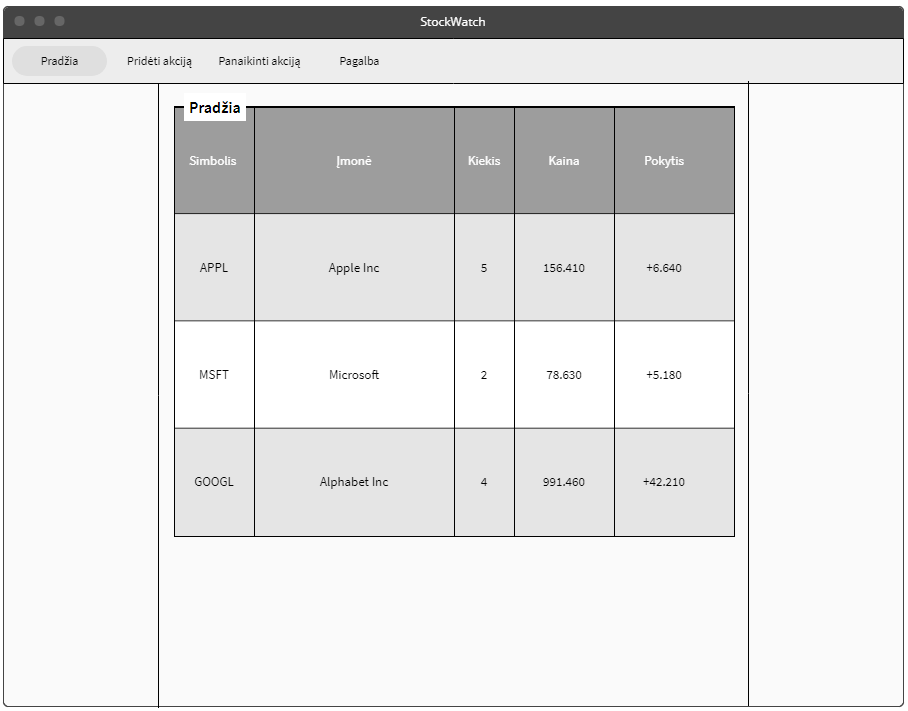 StockWatch
Pradžia Pridėti akciją Panaikinti akciją Pagalba
Pradžia
Simbolis Įmonė Kiekis Kaina Pokytis
APPL Apple Inc 5 156.410 +6.640
MSFT Microsoft 2 78.630 +5.180
GOOGL Alphabet Inc 4 991.460 +42.210